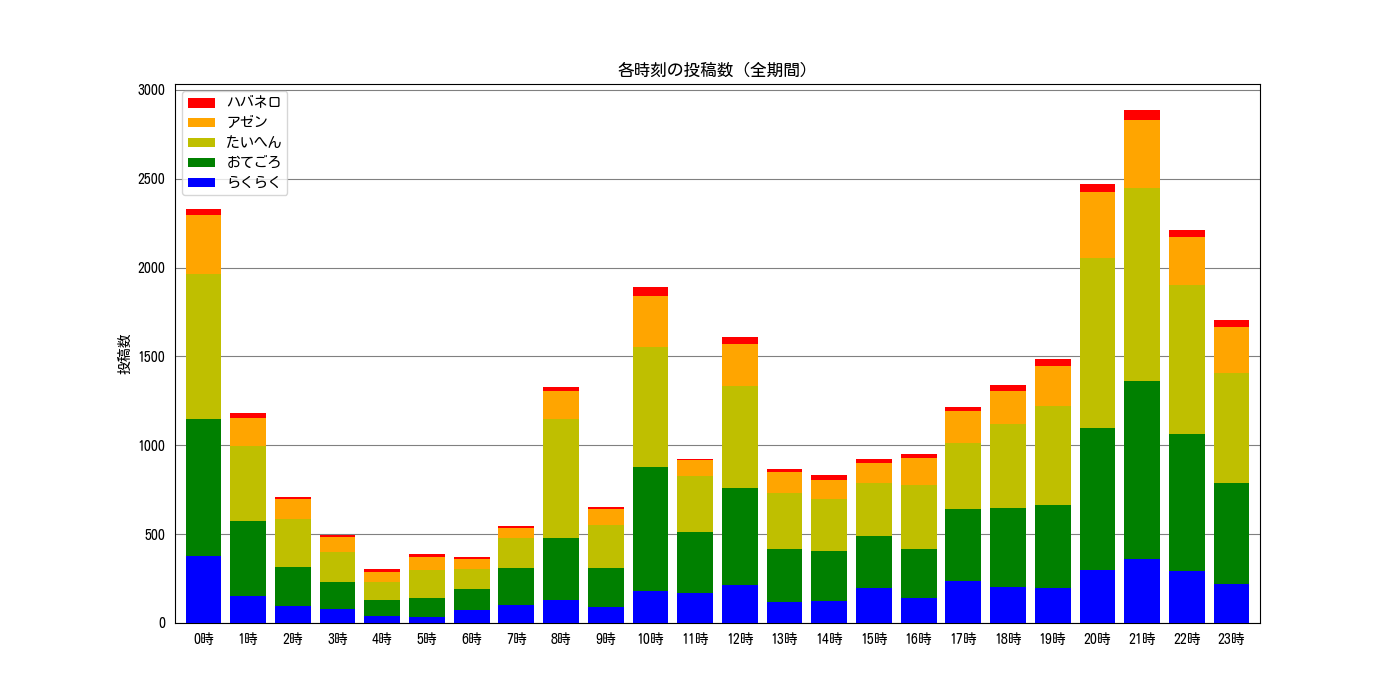 各時刻の投稿数（全期間）
投稿数
3000
2500
2000
1500
1000
500
0
ハバネロ
アゼン
たいへん
おてごろ
らくらく
0時 1時 2時 3時 4時 5時 6時 7時 8時 9時 10時 11時 12時 13時 14時 15時 16時 17時 18時 19時 20時 21時 22時 23時